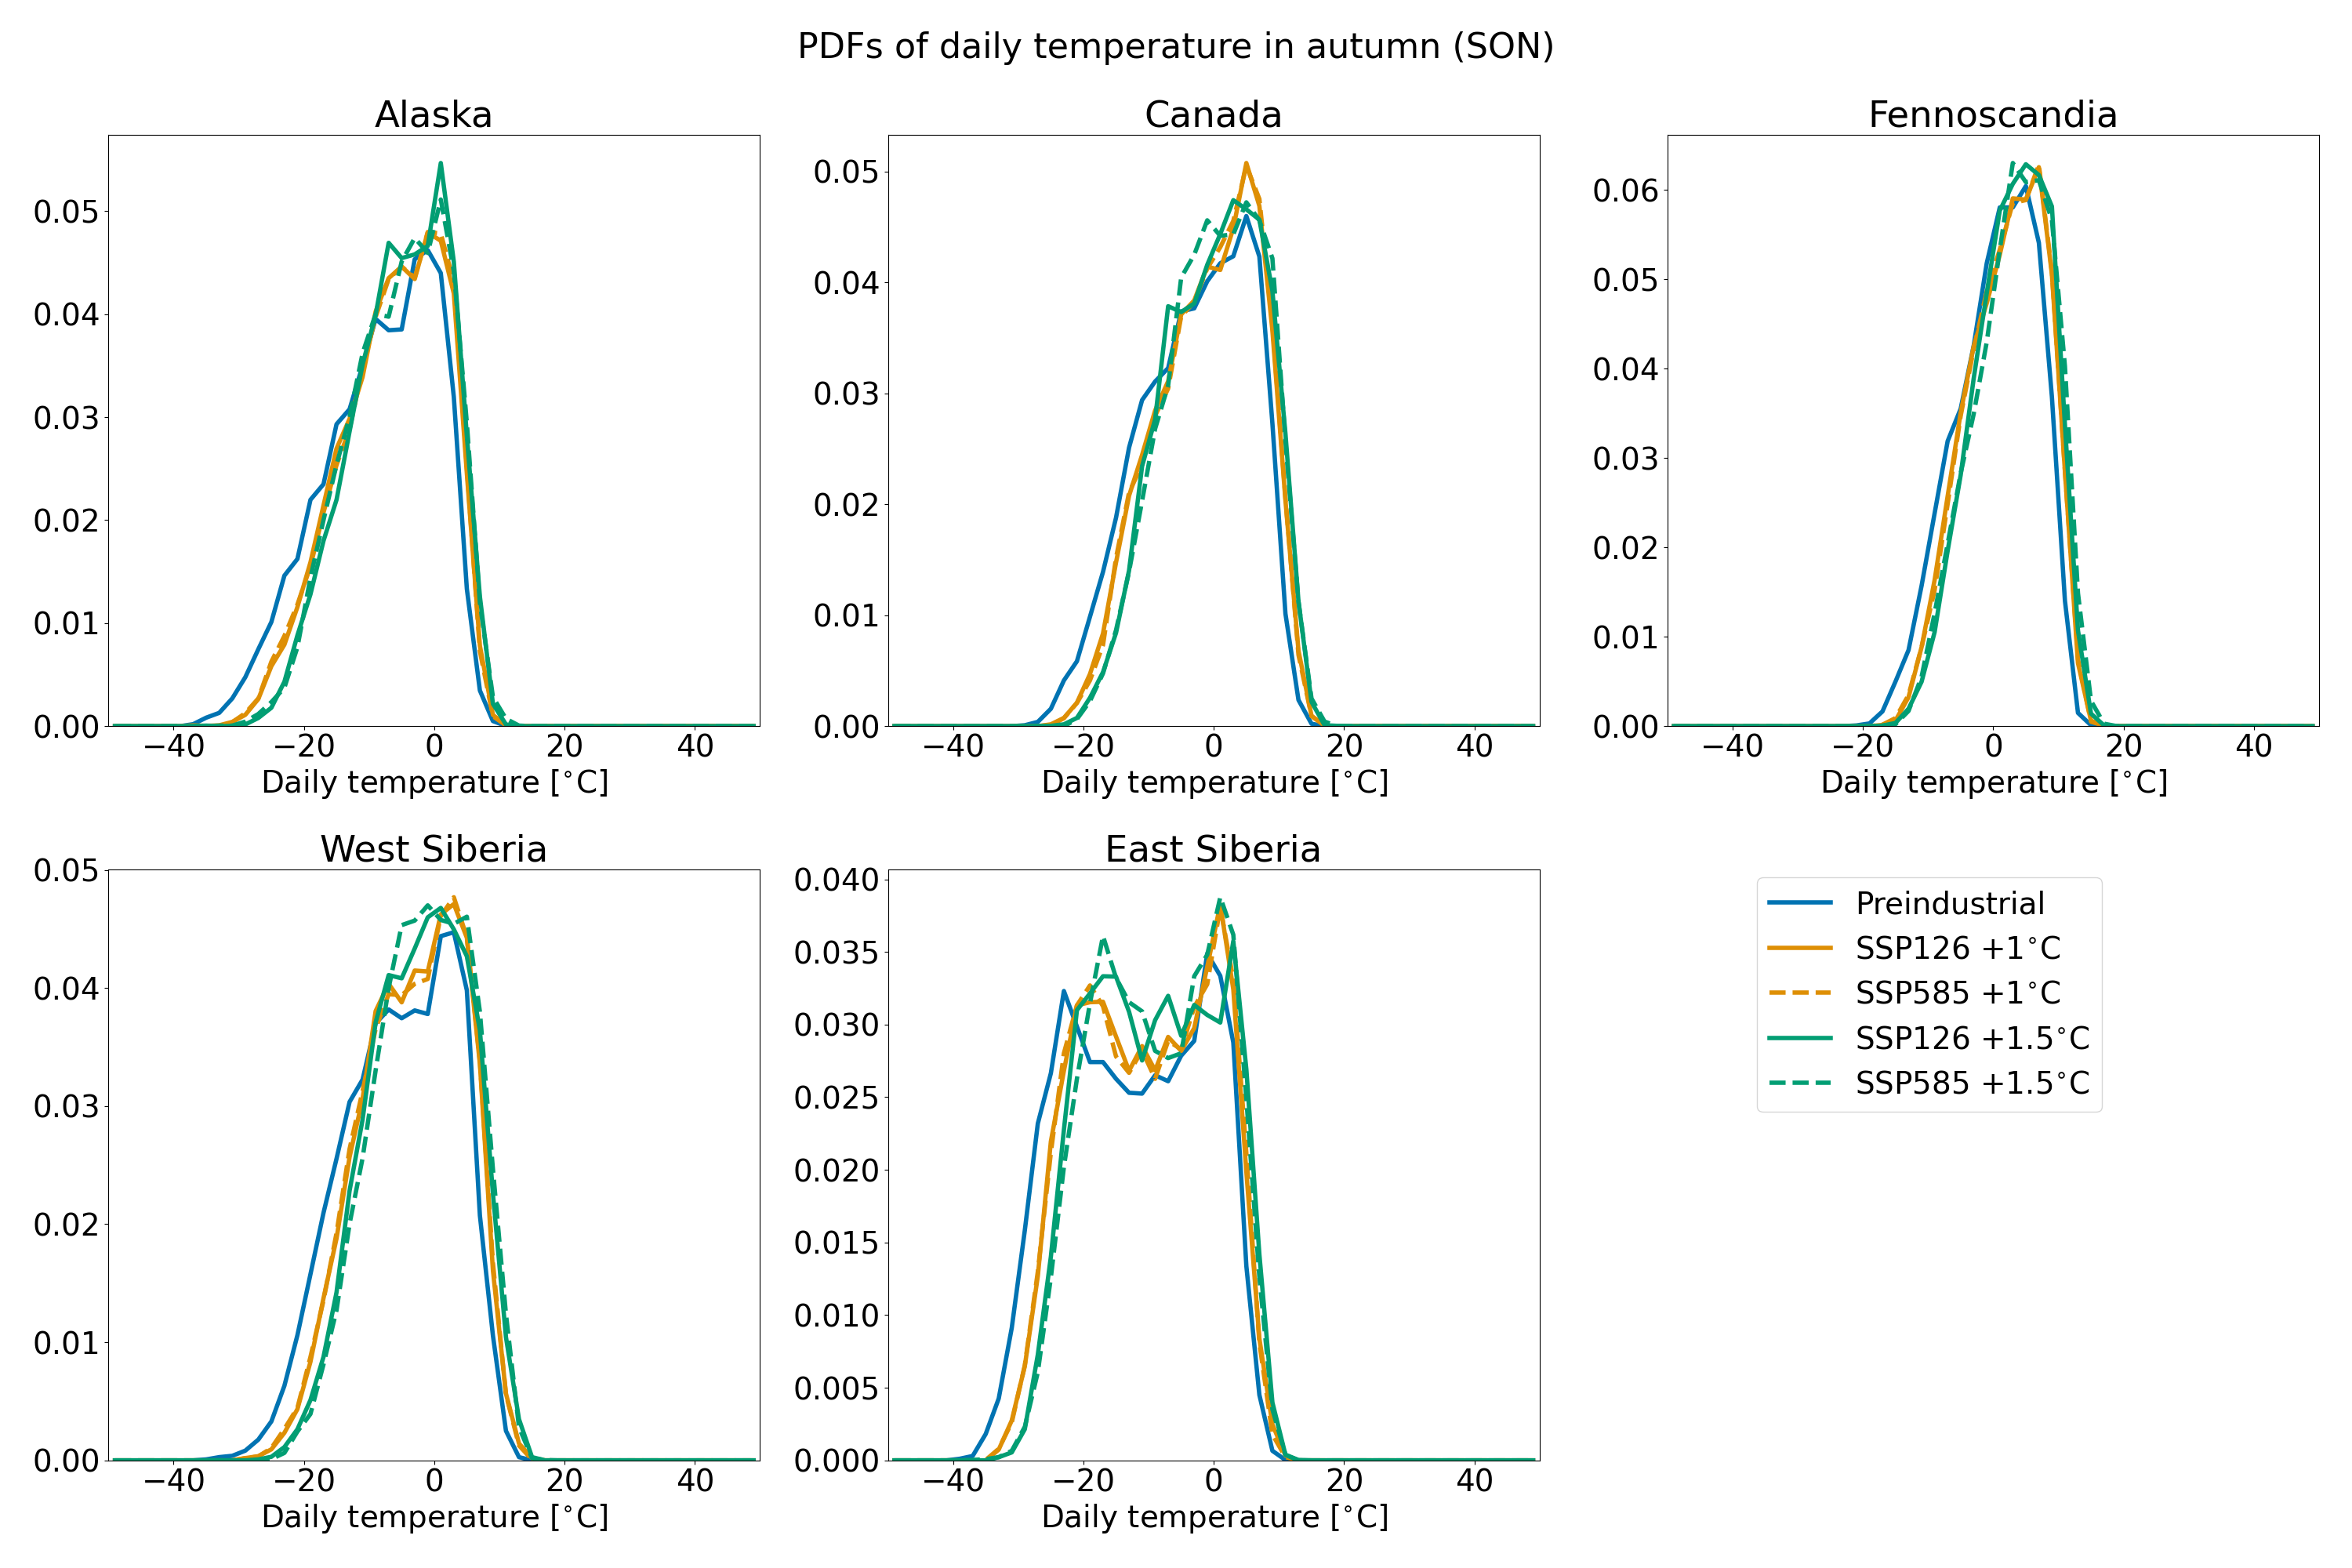 PDFs of daily temperature in autumn (SON)
Alaska
0.05
0.04
0.03
0.02
0.01
0.00
−40 −20 0 20 40
Daily temperature [°C]
Canada
0.05
0.04
0.03
0.02
0.01
0.00
−40 −20 0 20 40
Daily temperature [°C]
Fennoscandia
0.06
0.05
0.04
0.03
0.02
0.01
0.00
−40 −20 0 20 40
Daily temperature [°C]
West Siberia
0.05
0.04
0.03
0.02
0.01
0.00
−40 −20 0 20 40
Daily temperature [°C]
East Siberia
0.040
0.035
0.030
0.025
0.020
0.015
0.010
0.005
0.000
−40 −20 0 20 40
Daily temperature [°C]
Preindustrial
SSP126 +1°C
SSP585 +1°C
SSP126 +1.5°C
SSP585 +1.5°C